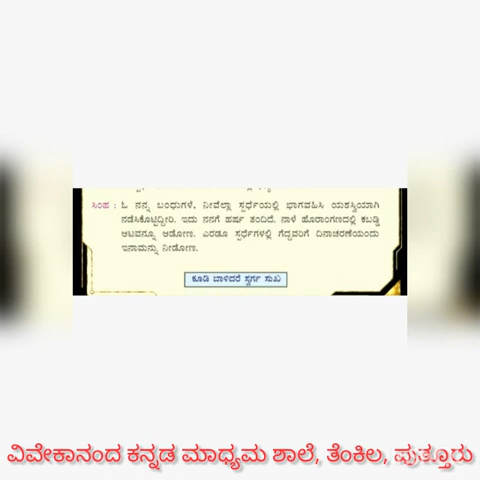 ಸಿಂಹ : ಓ ನನ್ನ ಬಂಧುಗಳೆ, ನೀವೆಲ್ಲಾ ಸ್ಪರ್ಧೆಯಲ್ಲಿ ಭಾಗವಹಿಸಿ ಯಶಸ್ವಿಯಾಗಿ
ನಡೆಸಿಕೊಟ್ಟಿದ್ದೀರಿ. ಇದು ನನಗೆ ಹರ್ಷ ತಂದಿದೆ. ನಾಳೆ ಹೊರಾಂಗಣದಲ್ಲಿ ಕಬಡ್ಡಿ
ಆಟವನ್ನೂ ಆಡೋಣ. ಎರಡೂ ಸ್ಪರ್ಧೆಗಳಲ್ಲಿ ಗೆದ್ದವರಿಗೆ ದಿನಾಚರಣೆಯಂದು
ಇನಾಮನ್ನು ನೀಡೋಣ.
ಕೂಡಿ ಬಾಳಿದರೆ ಸ್ವರ್ಗ ಸುಖ
ವಿವೇಕಾನಂದ ಕನ್ನಡ ಮಾಧ್ಯಮ ಶಾಲೆ, ತೆಂಕಿಲ, ಪುತ್ತೂರು